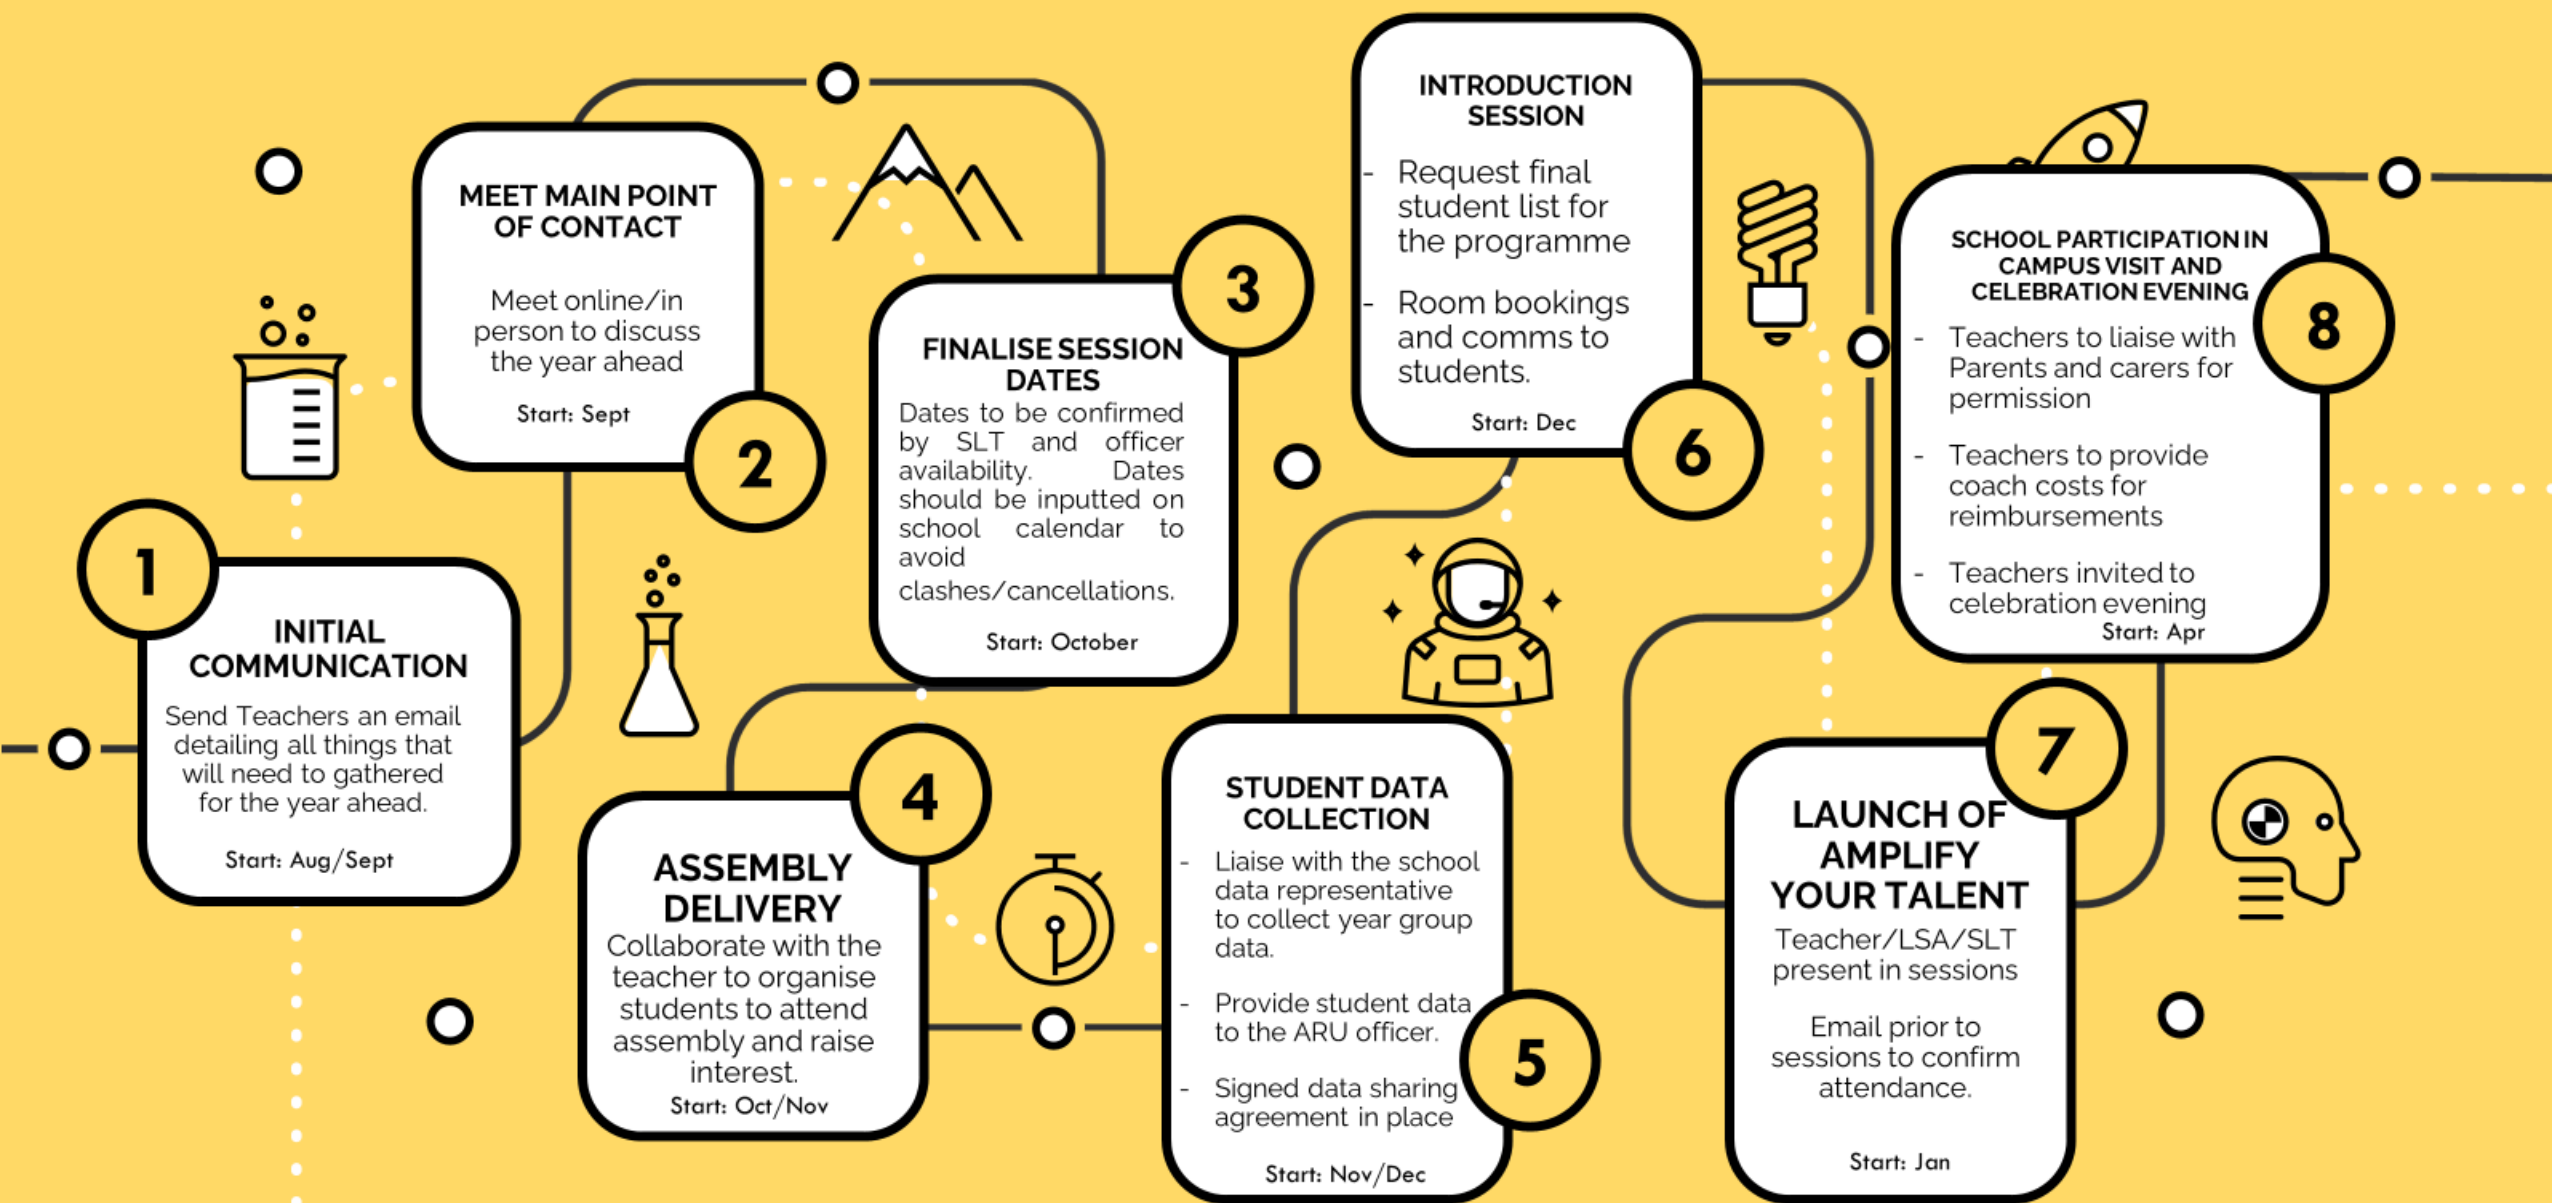 1
INITIAL
COMMUNICATION
Send Teachers an email
detailing all things that
will need to gathered
for the year ahead.
Start: Aug/Sept
MEET MAIN POINT
OF CONTACT
Meet online/in
person to discuss
the year ahead
Start: Sept
2
3
FINALISE SESSION
DATES
Dates to be confirmed
by SLT and officer
availability. Dates
should be inputted on
school calendar to
avoid
clashes/cancellations.
Start: October
4
ASSEMBLY
DELIVERY
Collaborate with the
teacher to organise
students to attend
assembly and raise
interest.
Start: Oct/Nov
STUDENT DATA
COLLECTION
- Liaise with the school
data representative
to collect year group
data.
- Provide student data
to the ARU officer.
- Signed data sharing
agreement in place
Start: Nov/Dec
5
INTRODUCTION
SESSION
- Request final
student list for
the programme
- Room bookings
and comms to
students.
Start: Dec
6
7
LAUNCH OF
AMPLIFY
YOUR TALENT
Teacher/LSA/SLT
present in sessions
Email prior to
sessions to confirm
attendance.
Start: Jan
SCHOOL PARTICIPATION IN
CAMPUS VISIT AND
CELEBRATION EVENING
8
- Teachers to liaise with
Parents and carers for
permission
- Teachers to provide
coach costs for
reimbursements
- Teachers invited to
celebration evening
Start: Apr